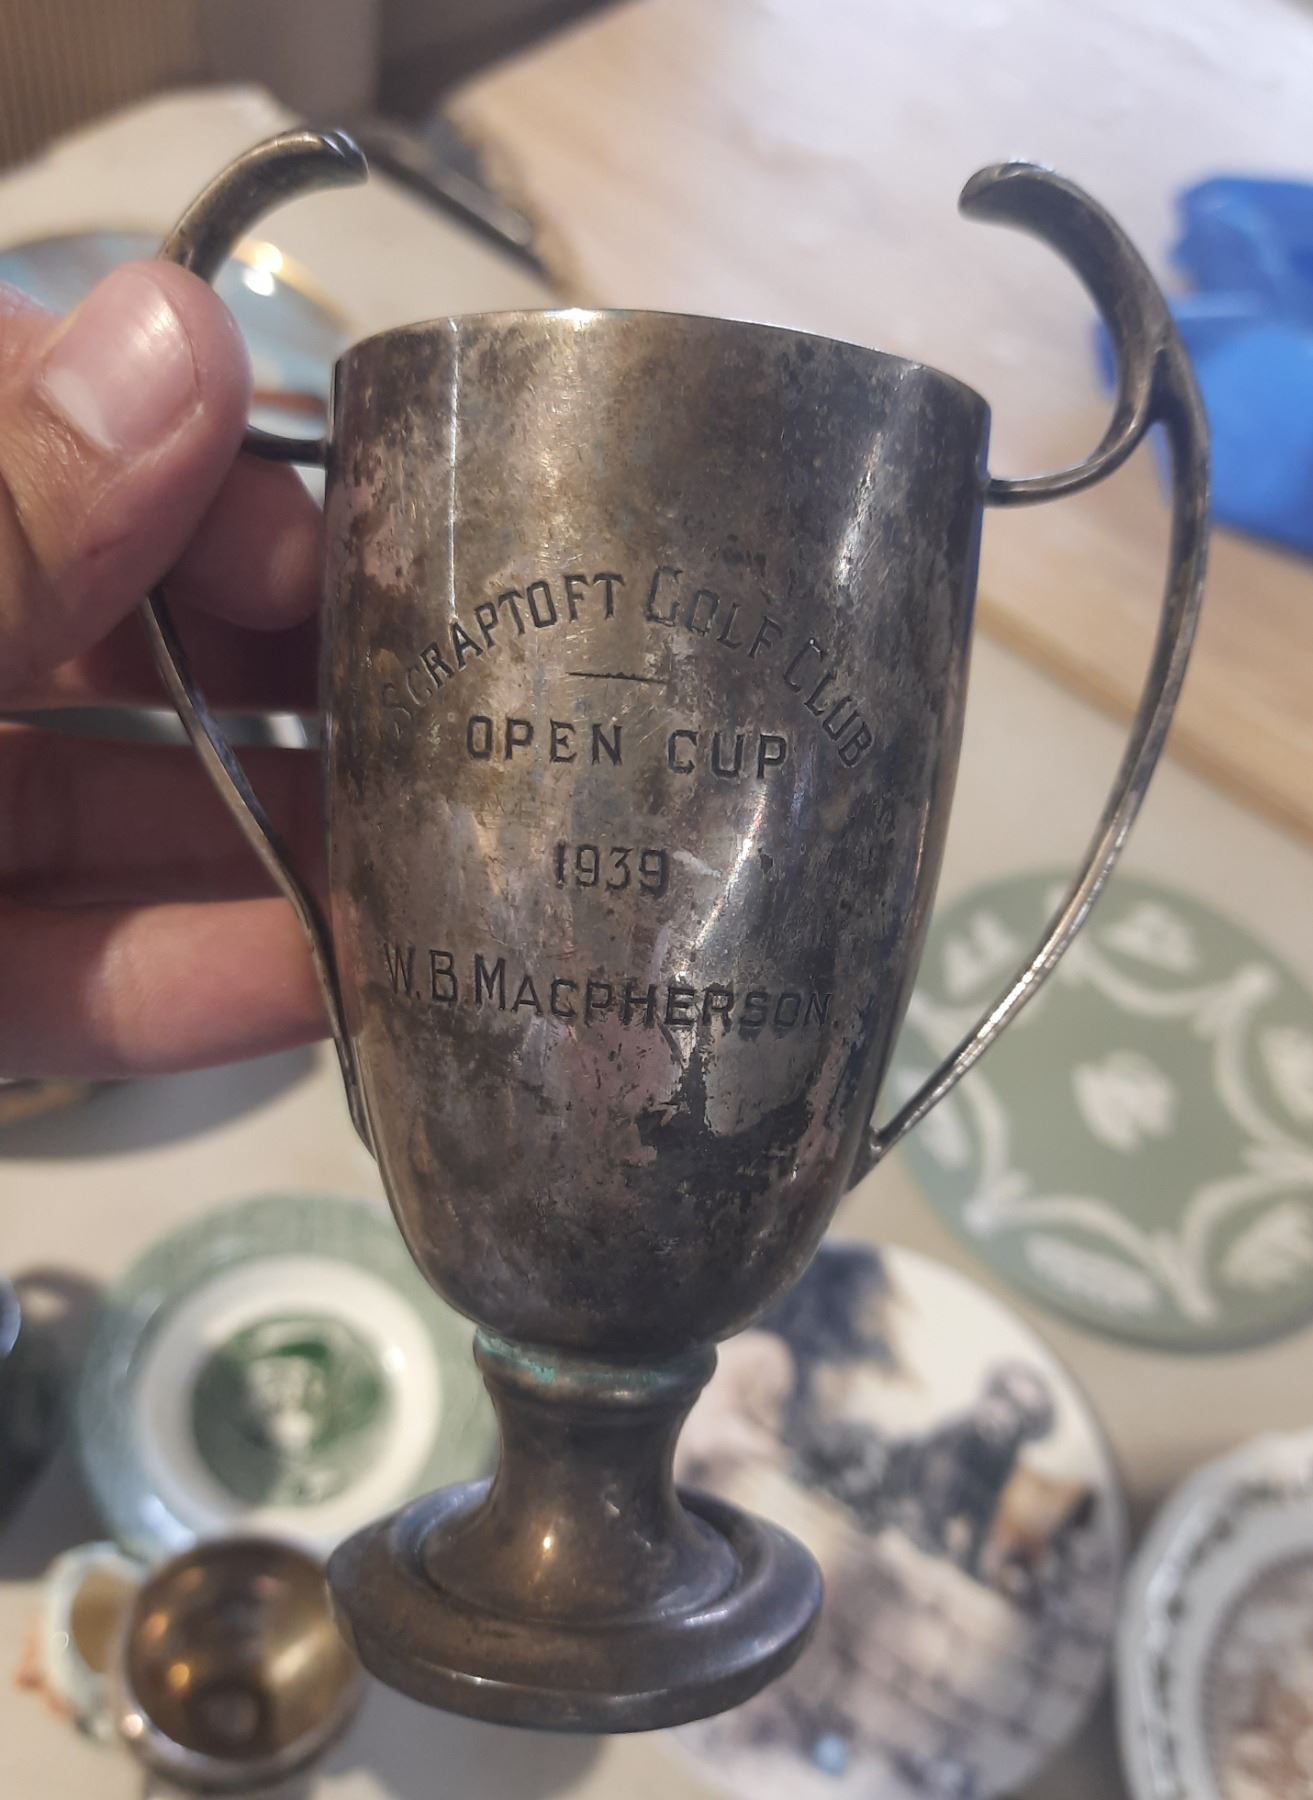 SCRAPTOFT GOLF CLUB
OPEN CUP
1939
W.B.MACPHERSON.